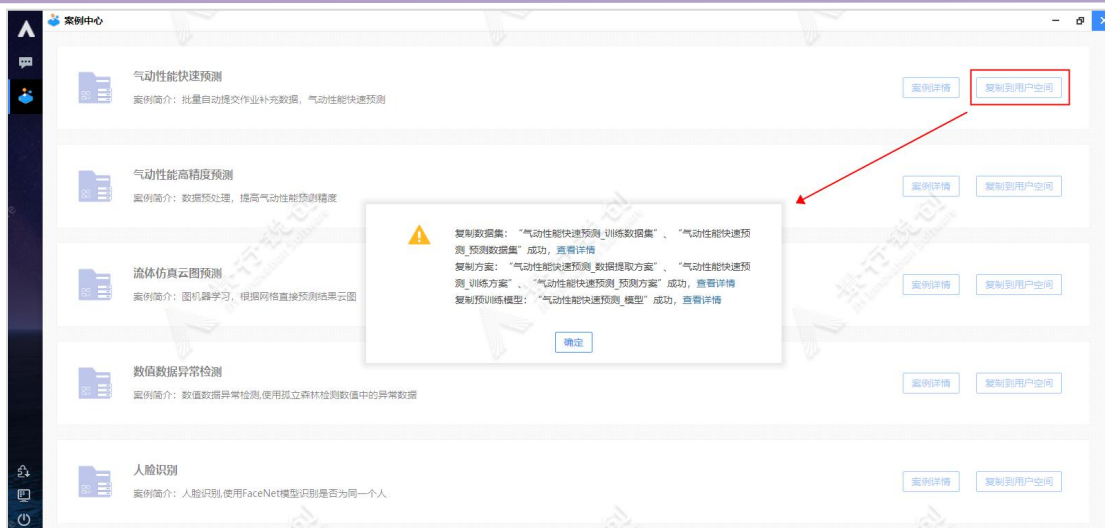 案例中心
气动性能快速预测
案例简介：批量自动提交作业补充数据，气动性能快速预测
案例详情
复制到用户空间
气动性能高精度预测
案例简介：数据预处理，提高气动性能预测精度
案例详情
复制到用户空间
复制数据集：“气动性能快速预测_训练数据集”、“气动性能快速预
测_预测数据集”成功，查看详情
复制方案：“气动性能快速预测_数据提取方案”、“气动性能快速预
测_训练方案”、“气动性能快速预测_预测方案”成功，查看详情
复制预训练模型：“气动性能快速预测_模型”成功，查看详情
确定
流体仿真云图预测
案例简介：图机器学习，根据网格直接预测结果云图
案例详情
复制到用户空间
数值数据异常检测
案例简介：数值数据异常检测,使用孤立森林检测数值中的异常数据
案例详情
复制到用户空间
人脸识别
案例简介：人脸识别,使用FaceNet模型识别是否为同一个人
案例详情
复制到用户空间